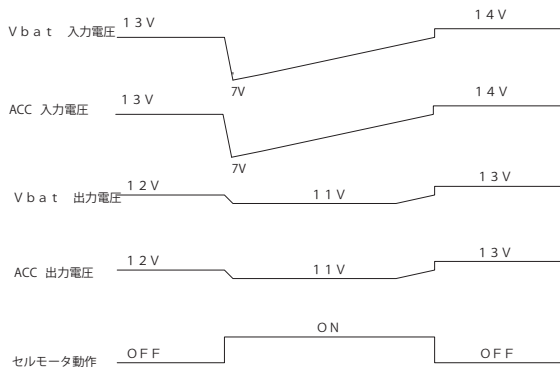 Ｖｂａｔ　入力電圧 １３Ｖ １４Ｖ
7V
ACC 入力電圧 １３Ｖ １４Ｖ
7V
Ｖｂａｔ　出力電圧 １２Ｖ １１Ｖ １３Ｖ
ACC 出力電圧 １２Ｖ １１Ｖ １３Ｖ
セルモータ動作 ＯＦＦ ＯＮ ＯＦＦ